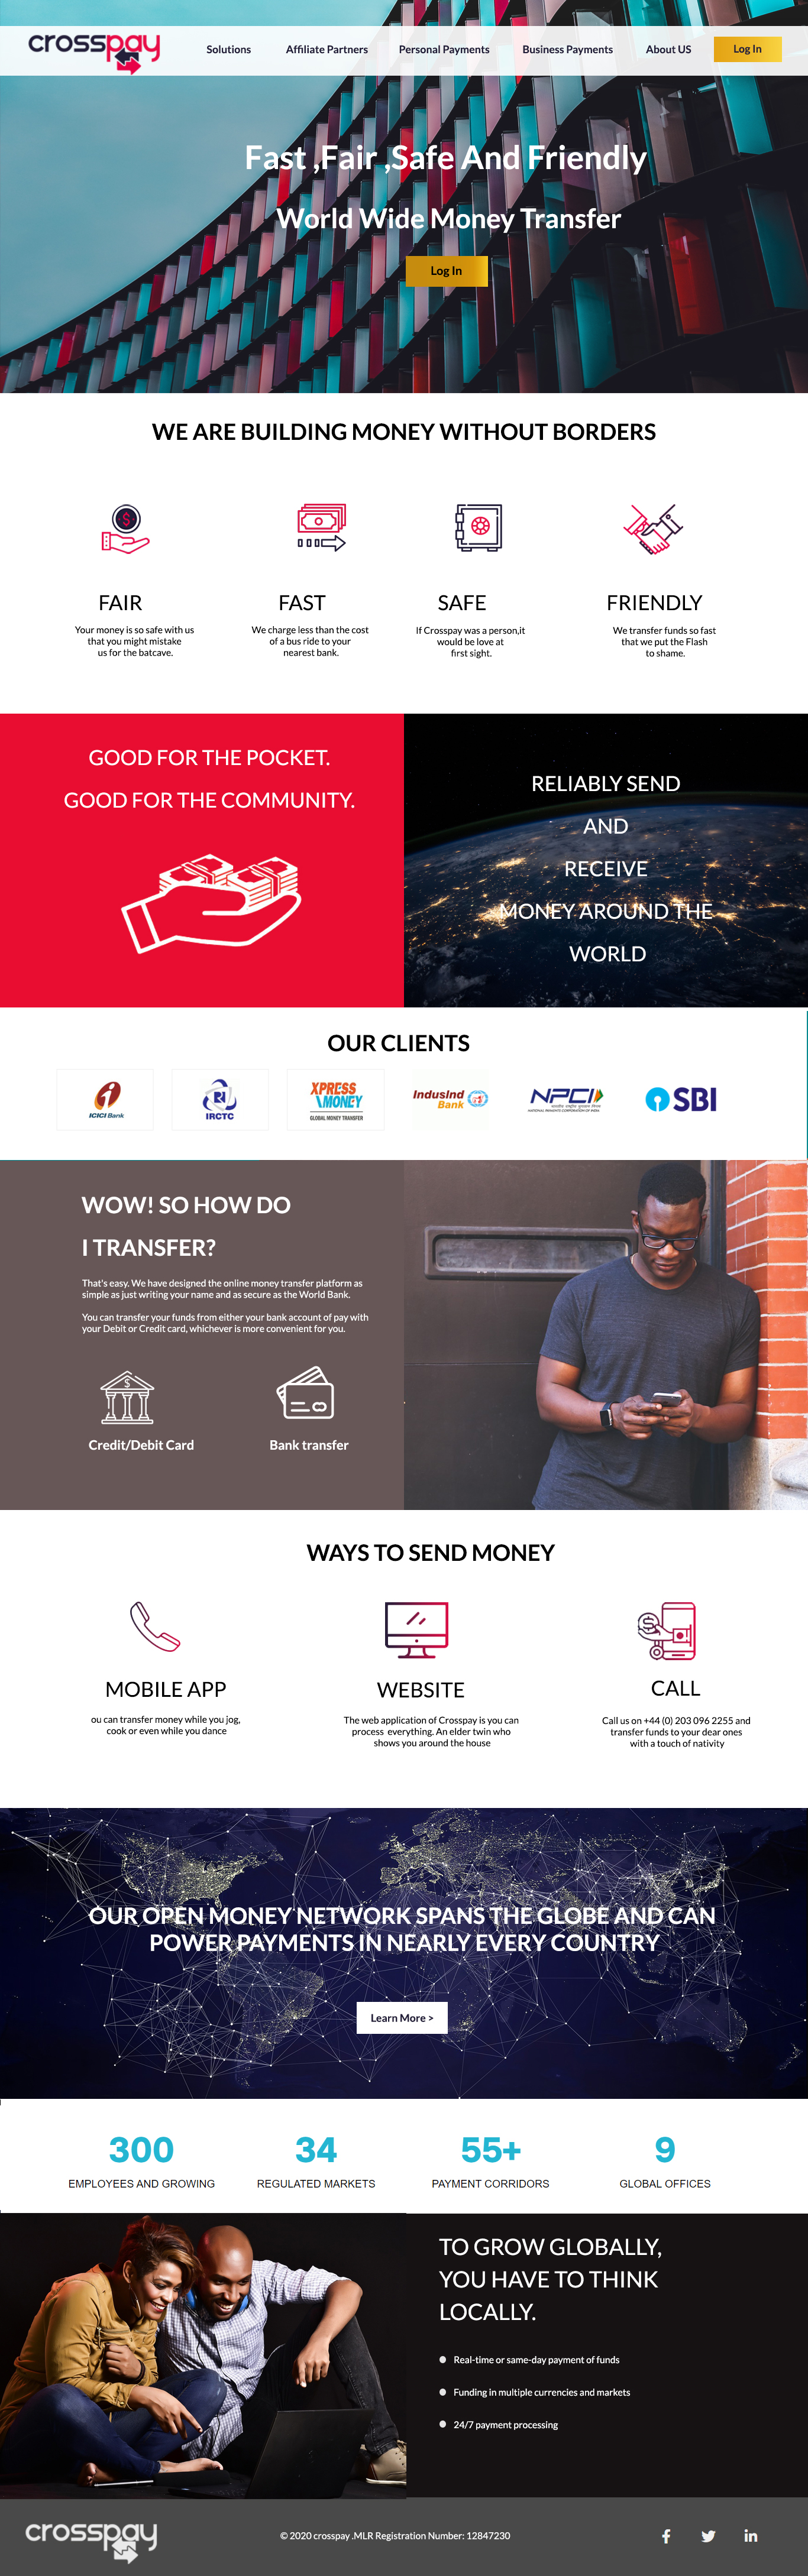 crosspay
Solutions
Affiliate Partners
Personal Payments
Business Payments
About US
Log In
Fast ,Fair ,Safe And Friendly
World Wide Money Transfer
Log In
WE ARE BUILDING MONEY WITHOUT BORDERS
FAIR
Your money is so safe with us
that you might mistake
us for the batcave.
FAST
We charge less than the cost
of a bus ride to your
nearest bank.
SAFE
If Crosspay was a person,it
would be love at
first sight.
FRIENDLY
We transfer funds so fast
that we put the Flash
to shame.
GOOD FOR THE POCKET.
GOOD FOR THE COMMUNITY.
RELIABLY SEND
AND
RECEIVE
MONEY AROUND THE
WORLD
OUR CLIENTS
ICICI Bank
IRCTC
XPRESS
MONEY
GLOBAL MONEY TRANSFER
IndusInd
Bank
NPCI
NATIONAL PAYMENTS CORPORATION OF INDIA
SBI
WOW! SO HOW DO
I TRANSFER?
That's easy. We have designed the online money transfer platform as
simple as just writing your name and as secure as the World Bank.
You can transfer your funds from either your bank account of pay with
your Debit or Credit card, whichever is more convenient for you.
Credit/Debit Card
Bank transfer
WAYS TO SEND MONEY
MOBILE APP
ou can transfer money while you jog,
cook or even while you dance
WEBSITE
The web application of Crosspay is you can
process everything. An elder twin who
shows you around the house
CALL
Call us on +44 (0) 203 096 2255 and
transfer funds to your dear ones
with a touch of nativity
OUR OPEN MONEY NETWORK SPANS THE GLOBE AND CAN
POWER PAYMENTS IN NEARLY EVERY COUNTRY
Learn More >
300
EMPLOYEES AND GROWING
34
REGULATED MARKETS
55+
PAYMENT CORRIDORS
9
GLOBAL OFFICES
TO GROW GLOBALLY,
YOU HAVE TO THINK
LOCALLY.
Real-time or same-day payment of funds
Funding in multiple currencies and markets
24/7 payment processing
crosspay
© 2020 crosspay .MLR Registration Number: 12847230